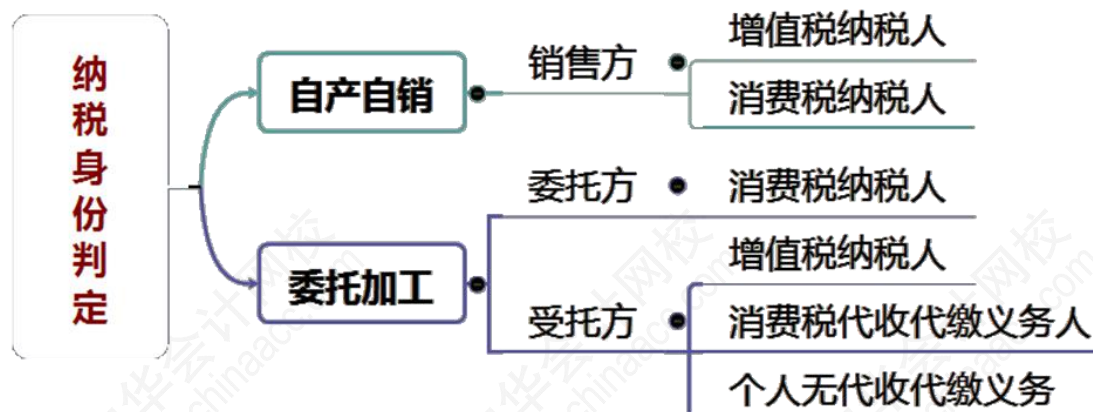 纳税身份判定
自产自销
销售方
增值税纳税人
消费税纳税人
委托加工
委托方
消费税纳税人
受托方
增值税纳税人
消费税代收代缴义务人
个人无代收代缴义务